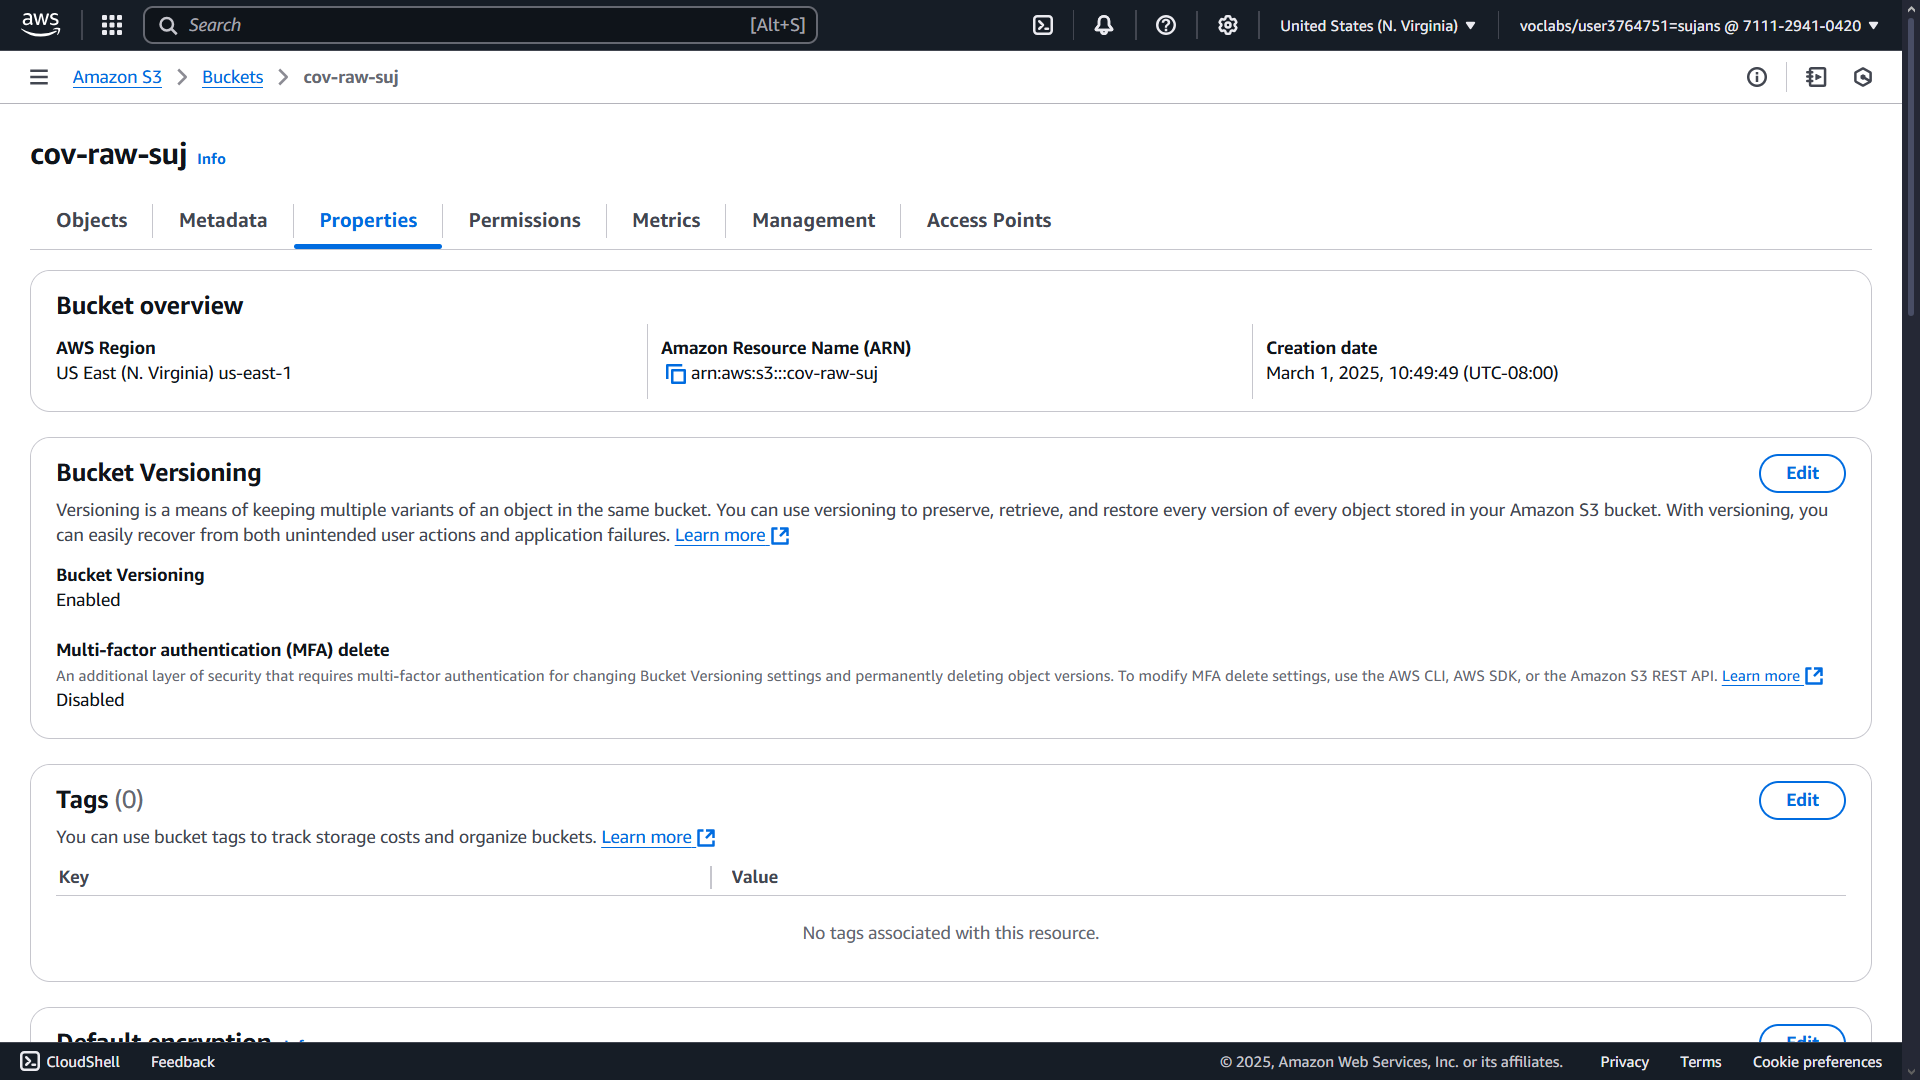 aws
Search [Alt+S]
United States (N. Virginia)
voclabs/user3764751=sujans @ 7111-2941-0420
Amazon S3 > Buckets > cov-raw-suj
cov-raw-suj Info
Objects
Metadata
Properties
Permissions
Metrics
Management
Access Points
Bucket overview
AWS Region
US East (N. Virginia) us-east-1
Amazon Resource Name (ARN)
arn:aws:s3:::cov-raw-suj
Creation date
March 1, 2025, 10:49:49 (UTC-08:00)
Bucket Versioning
Edit
Versioning is a means of keeping multiple variants of an object in the same bucket. You can use versioning to preserve, retrieve, and restore every version of every object stored in your Amazon S3 bucket. With versioning, you
can easily recover from both unintended user actions and application failures. Learn more
Bucket Versioning
Enabled
Multi-factor authentication (MFA) delete
An additional layer of security that requires multi-factor authentication for changing Bucket Versioning settings and permanently deleting object versions. To modify MFA delete settings, use the AWS CLI, AWS SDK, or the Amazon S3 REST API. Learn more
Disabled
Tags (0)
Edit
You can use bucket tags to track storage costs and organize buckets. Learn more
Key
Value
No tags associated with this resource.
Default encryption Info
Edit
CloudShell
Feedback
© 2025, Amazon Web Services, Inc. or its affiliates.
Privacy
Terms
Cookie preferences